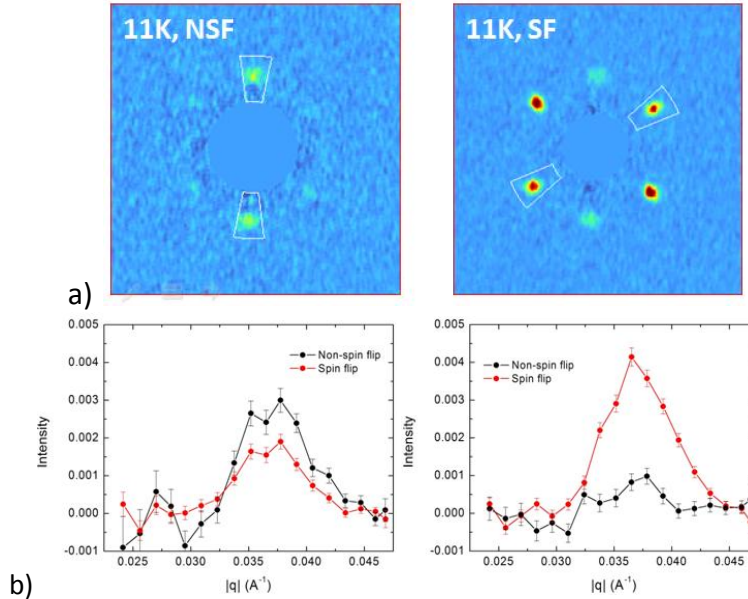 11K, NSF
11K, SF
a)
0.005
0.004
0.003
0.002
0.001
0.000
-0.001
Intensity
Non-spin flip
Spin flip
0.025 0.030 0.035 0.040 0.045
|q| (A⁻¹)
0.005
0.004
0.003
0.002
0.001
0.000
-0.001
Intensity
Non-spin flip
Spin flip
0.025 0.030 0.035 0.040 0.045
|q| (A⁻¹)
b)